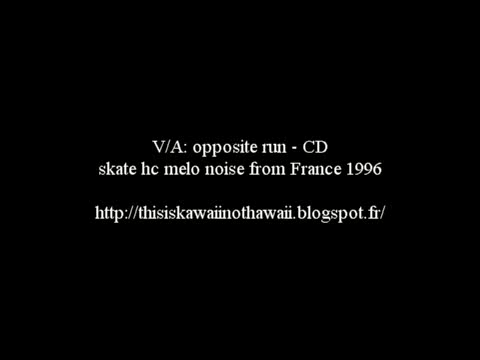 V/A: opposite run - CD
skate hc melo noise from France 1996
http://thisiskawaiinothawaii.blogspot.fr/